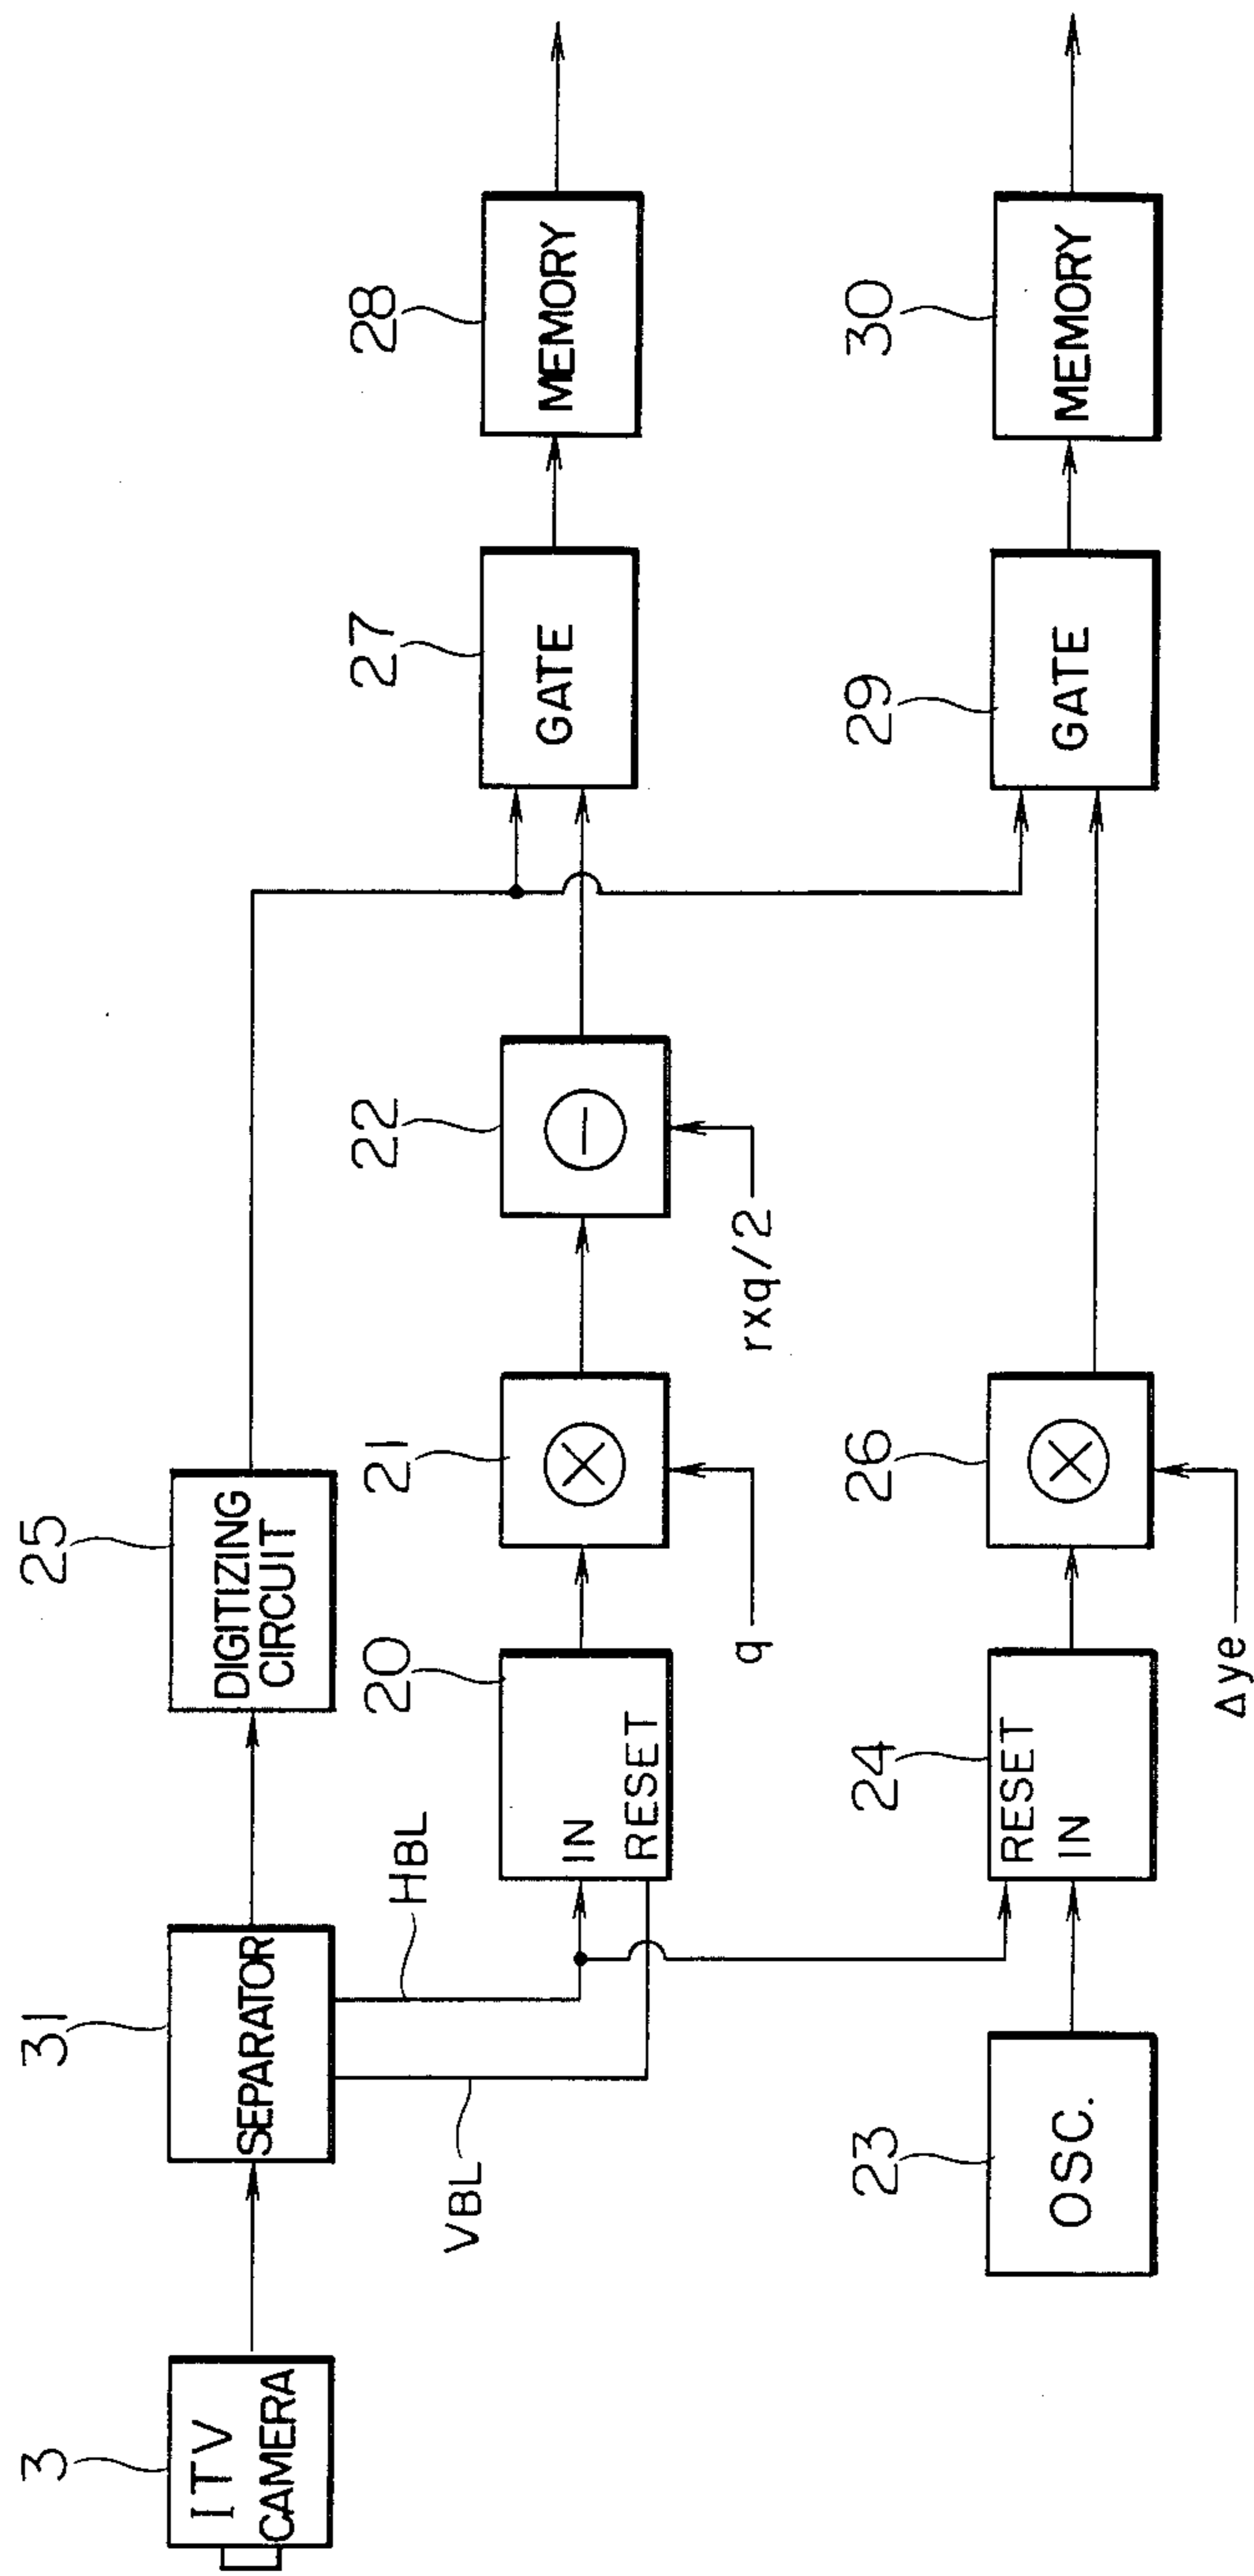 3
ITV
CAMERA
31
SEPARATOR
25
DIGITIZING
CIRCUIT
VBL
HBL
20
IN
RESET
21
q
22
rxq/2
27
GATE
28
MEMORY
23
OSC.
24
RESET
IN
26
Δye
29
GATE
30
MEMORY